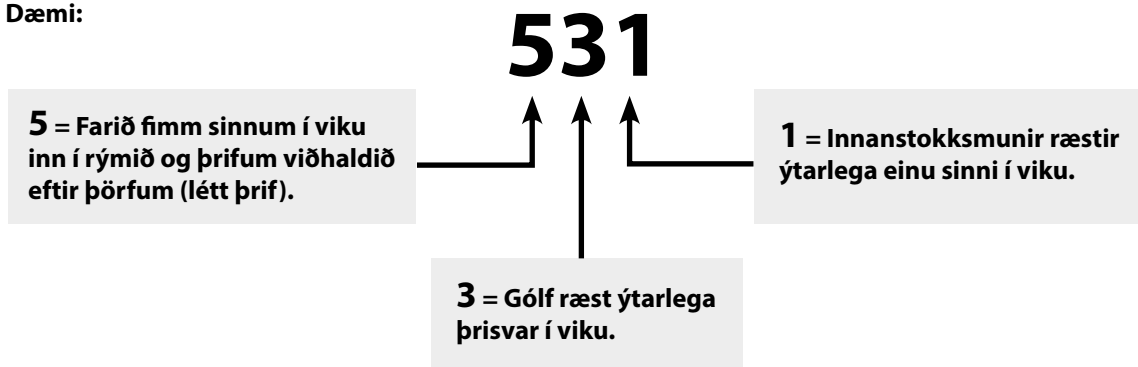 Dæmi:
531
5 = Farið fimm sinnum í viku
inn í rýmið og þrifum viðhaldið
eftir þörfum (létt þrif).
1 = Innanstokksmunir ræstir
ýtarlega einu sinni í viku.
3 = Gólf ræst ýtarlega
þrisvar í viku.